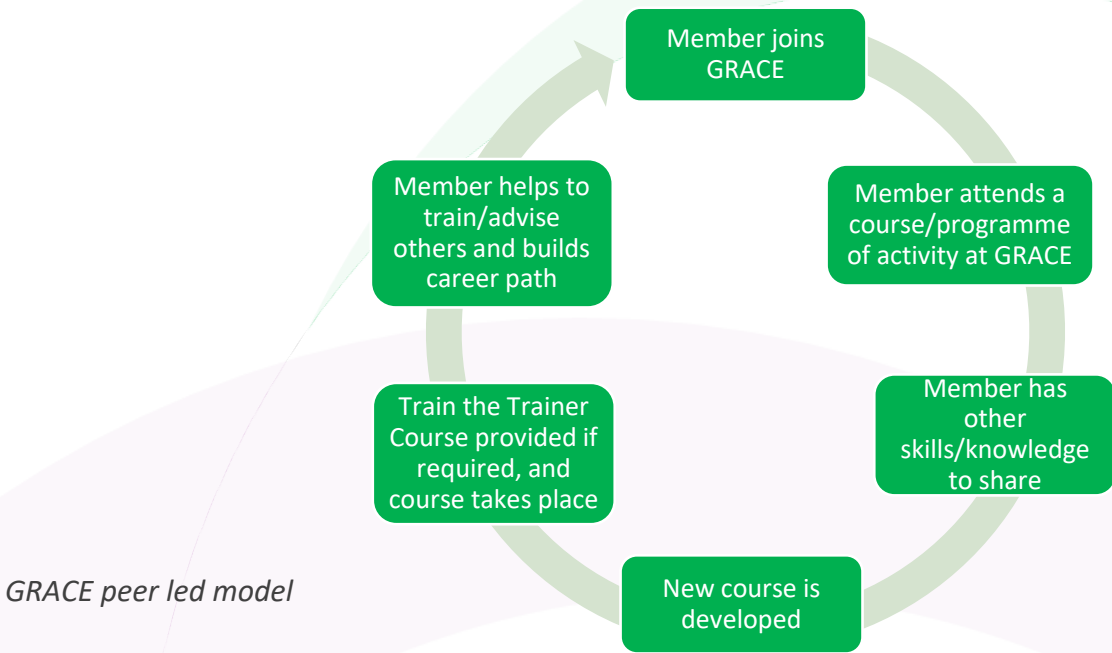 Member joins
GRACE
Member attends a
course/programme
of activity at GRACE
Member has
other
skills/knowledge
to share
New course is
developed
Train the Trainer
Course provided if
required, and
course takes place
Member helps to
train/advise
others and builds
career path
GRACE peer led model